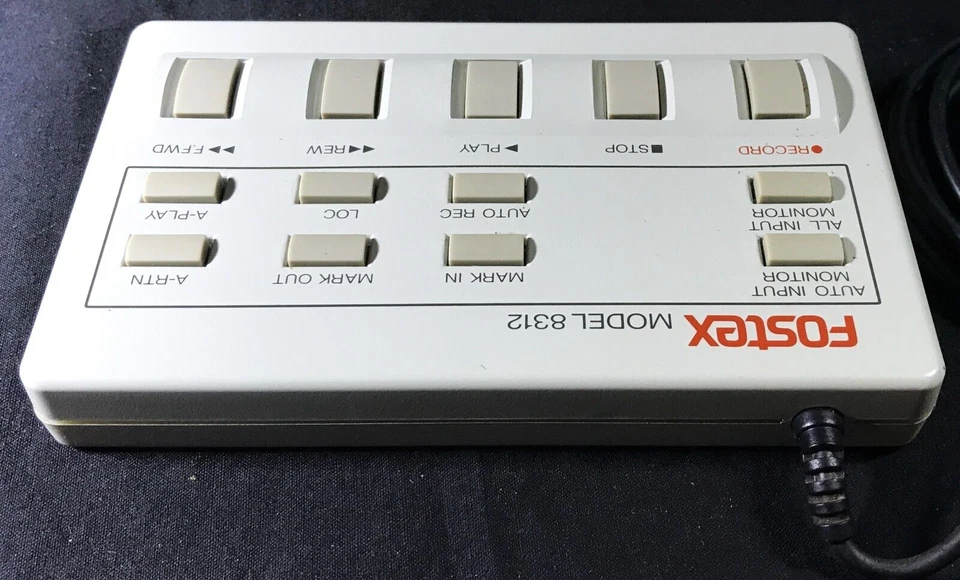 Fostex MODEL 8312
AUTO INPUT
MONITOR
MARK IN
MARK OUT
A-RTN
ALL INPUT
MONITOR
AUTO REC
LOC
A-PLAY
●RECORD
■STOP
▶PLAY
◀◀REW
▶▶F.FWD